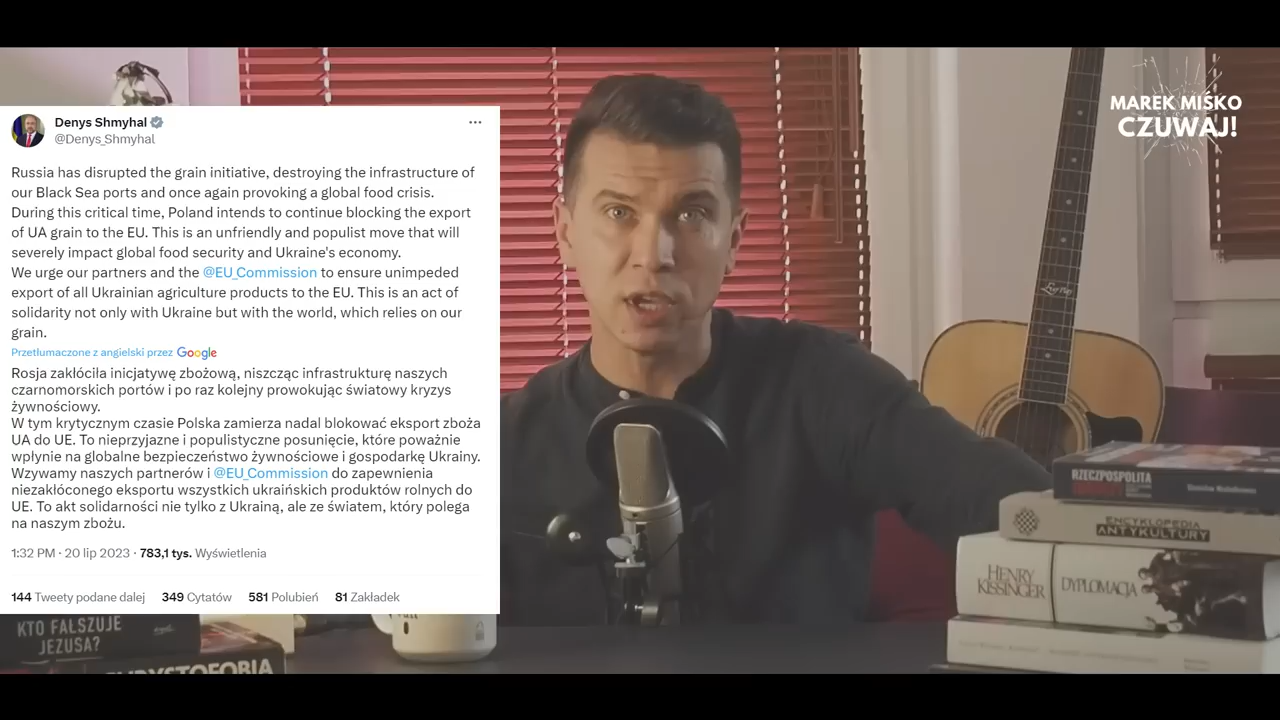 Denys Shmyhal
@Denys_Shmyhal
Russia has disrupted the grain initiative, destroying the infrastructure of
our Black Sea ports and once again provoking a global food crisis.
During this critical time, Poland intends to continue blocking the export
of UA grain to the EU. This is an unfriendly and populist move that will
severely impact global food security and Ukraine's economy.
We urge our partners and the @EU_Commission to ensure unimpeded
export of all Ukrainian agriculture products to the EU. This is an act of
solidarity not only with Ukraine but with the world, which relies on our
grain.
Przetłumaczone z angielski przez Google
Rosja zakłóciła inicjatywę zbożową, niszcząc infrastrukturę naszych
czarnomorskich portów i po raz kolejny prowokując światowy kryzys
żywnościowy.
W tym krytycznym czasie Polska zamierza nadal blokować eksport zboża
UA do UE. To nieprzyjazne i populistyczne posunięcie, które poważnie
wpłynie na globalne bezpieczeństwo żywnościowe i gospodarkę Ukrainy.
Wzywamy naszych partnerów i @EU_Commission do zapewnienia
niezakłóconego eksportu wszystkich ukraińskich produktów rolnych do
UE. To akt solidarności nie tylko z Ukrainą, ale ze światem, który polega
na naszym zbożu.
1:32 PM · 20 lip 2023 · 783,1 tys. Wyświetlenia
144 Tweety podane dalej 349 Cytatów 581 Polubień 81 Zakładek
MAREK MIŚKO
CZUWAJ!
RZECZPOSPOLITA
ENCYKLOPEDIA
ANTYKULTURY
HENRY
KISSINGER
DYPLOMACJA
KTO FAŁSZUJE
JEZUSA?